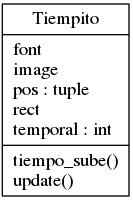 Tiempito
font
image
pos : tuple
rect
temporal : int
tiempo_sube()
update()